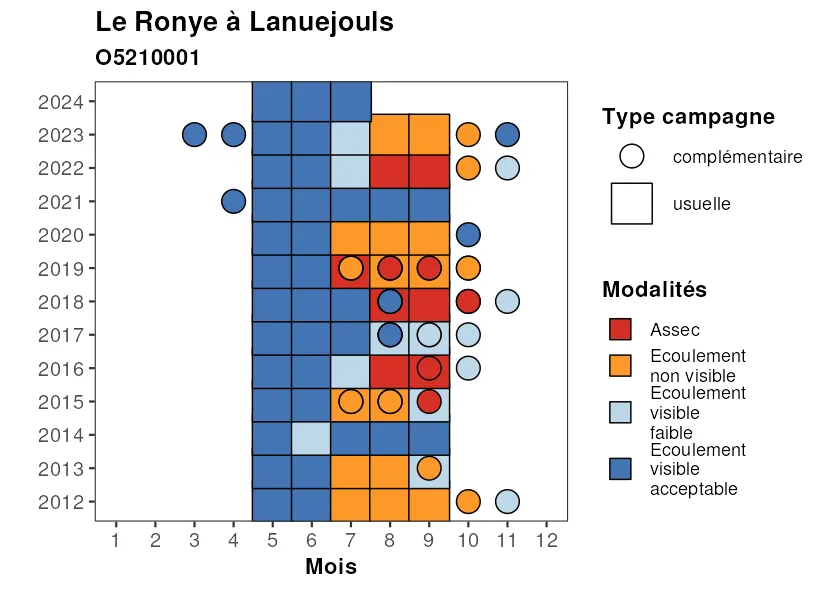 Le Ronye à Lanuejouls
O5210001
2024
2023
2022
2021
2020
2019
2018
2017
2016
2015
2014
2013
2012
1 2 3 4 5 6 7 8 9 10 11 12
Mois
Type campagne
complémentaire
usuelle
Modalités
Assec
Ecoulement
non visible
Ecoulement
visible
faible
Ecoulement
visible
acceptable